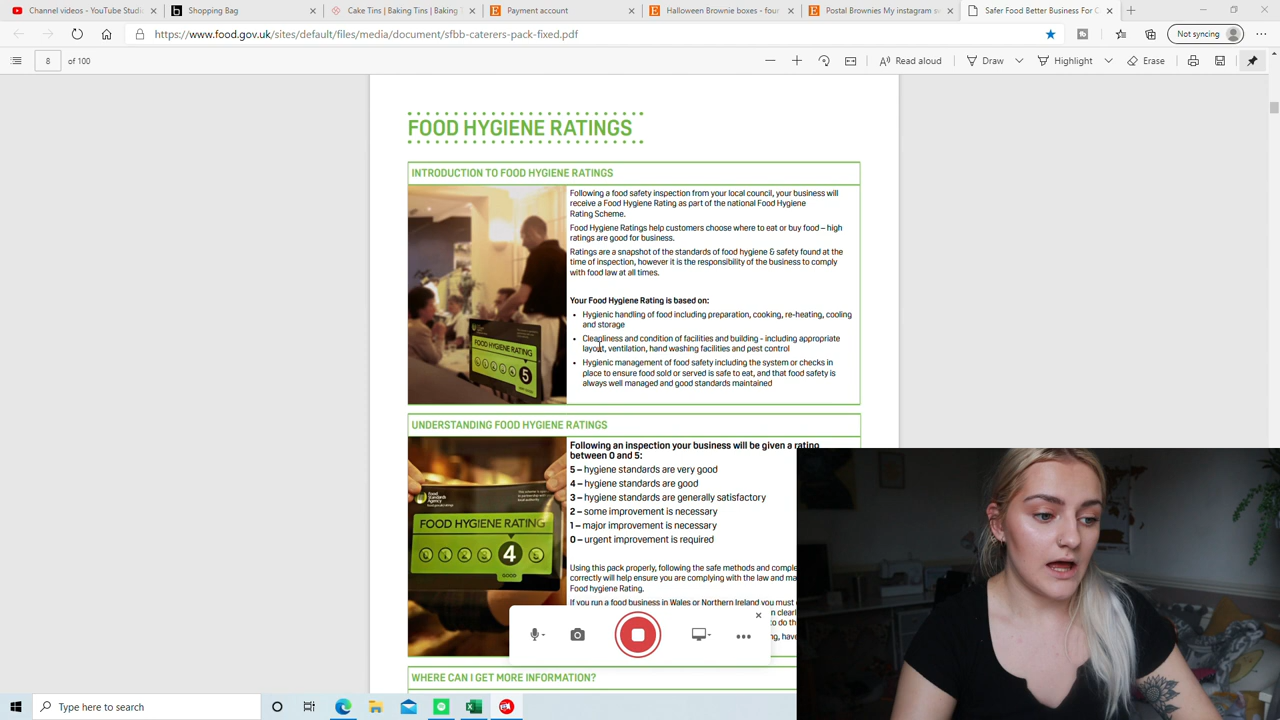 Channel videos - YouTube Studi
Shopping Bag
Cake Tins | Baking Tins | Baking T
Payment account
Halloween Brownie boxes - four
Postal Brownies My instagram se
Safer Food Better Business For C
https://www.food.gov.uk/sites/default/files/media/document/sfbb-caterers-pack-fixed.pdf
Not syncing
8 of 100
Read aloud
Draw
Highlight
Erase
FOOD HYGIENE RATINGS
INTRODUCTION TO FOOD HYGIENE RATINGS
Following a food safety inspection from your local council, your business will
receive a Food Hygiene Rating as part of the national Food Hygiene
Rating Scheme.
Food Hygiene Ratings help customers choose where to eat or buy food – high
ratings are good for business.
Ratings are a snapshot of the standards of food hygiene & safety found at the
time of inspection, however it is the responsibility of the business to comply
with food law at all times.
Your Food Hygiene Rating is based on:
• Hygienic handling of food including preparation, cooking, re-heating, cooling
and storage
• Cleanliness and condition of facilities and building - including appropriate
layout, ventilation, hand washing facilities and pest control
• Hygienic management of food safety including the system or checks in
place to ensure food sold or served is safe to eat, and that food safety is
always well managed and good standards maintained
FOOD HYGIENE RATING
5
UNDERSTANDING FOOD HYGIENE RATINGS
Following an inspection your business will be given a rating
between 0 and 5:
5 – hygiene standards are very good
4 – hygiene standards are good
3 – hygiene standards are generally satisfactory
2 – some improvement is necessary
1 – major improvement is necessary
0 – urgent improvement is required
Using this pack properly, following the safe methods and comple
correctly will help ensure you are complying with the law and ma
Food hygiene Rating.
If you run a food business in Wales or Northern Ireland you must
n clearl
to do th
ng, have
Food
Standards
Agency
FOOD HYGIENE RATING
4
GOOD
WHERE CAN I GET MORE INFORMATION?
Type here to search